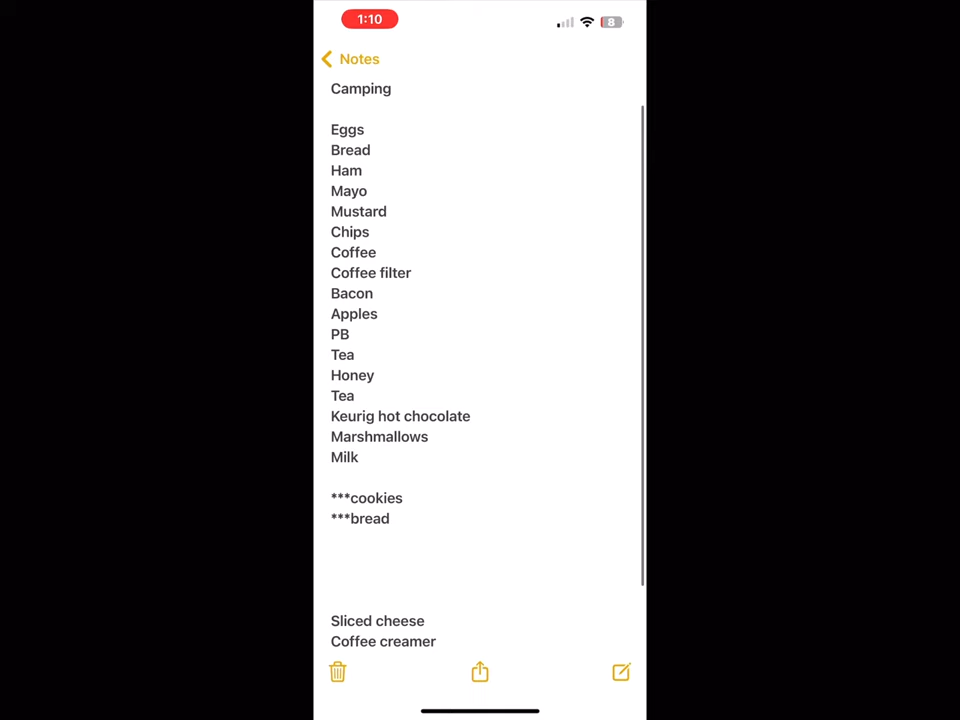 1:10
8
Notes
Camping
Eggs
Bread
Ham
Mayo
Mustard
Chips
Coffee
Coffee filter
Bacon
Apples
PB
Tea
Honey
Tea
Keurig hot chocolate
Marshmallows
Milk
***cookies
***bread
Sliced cheese
Coffee creamer